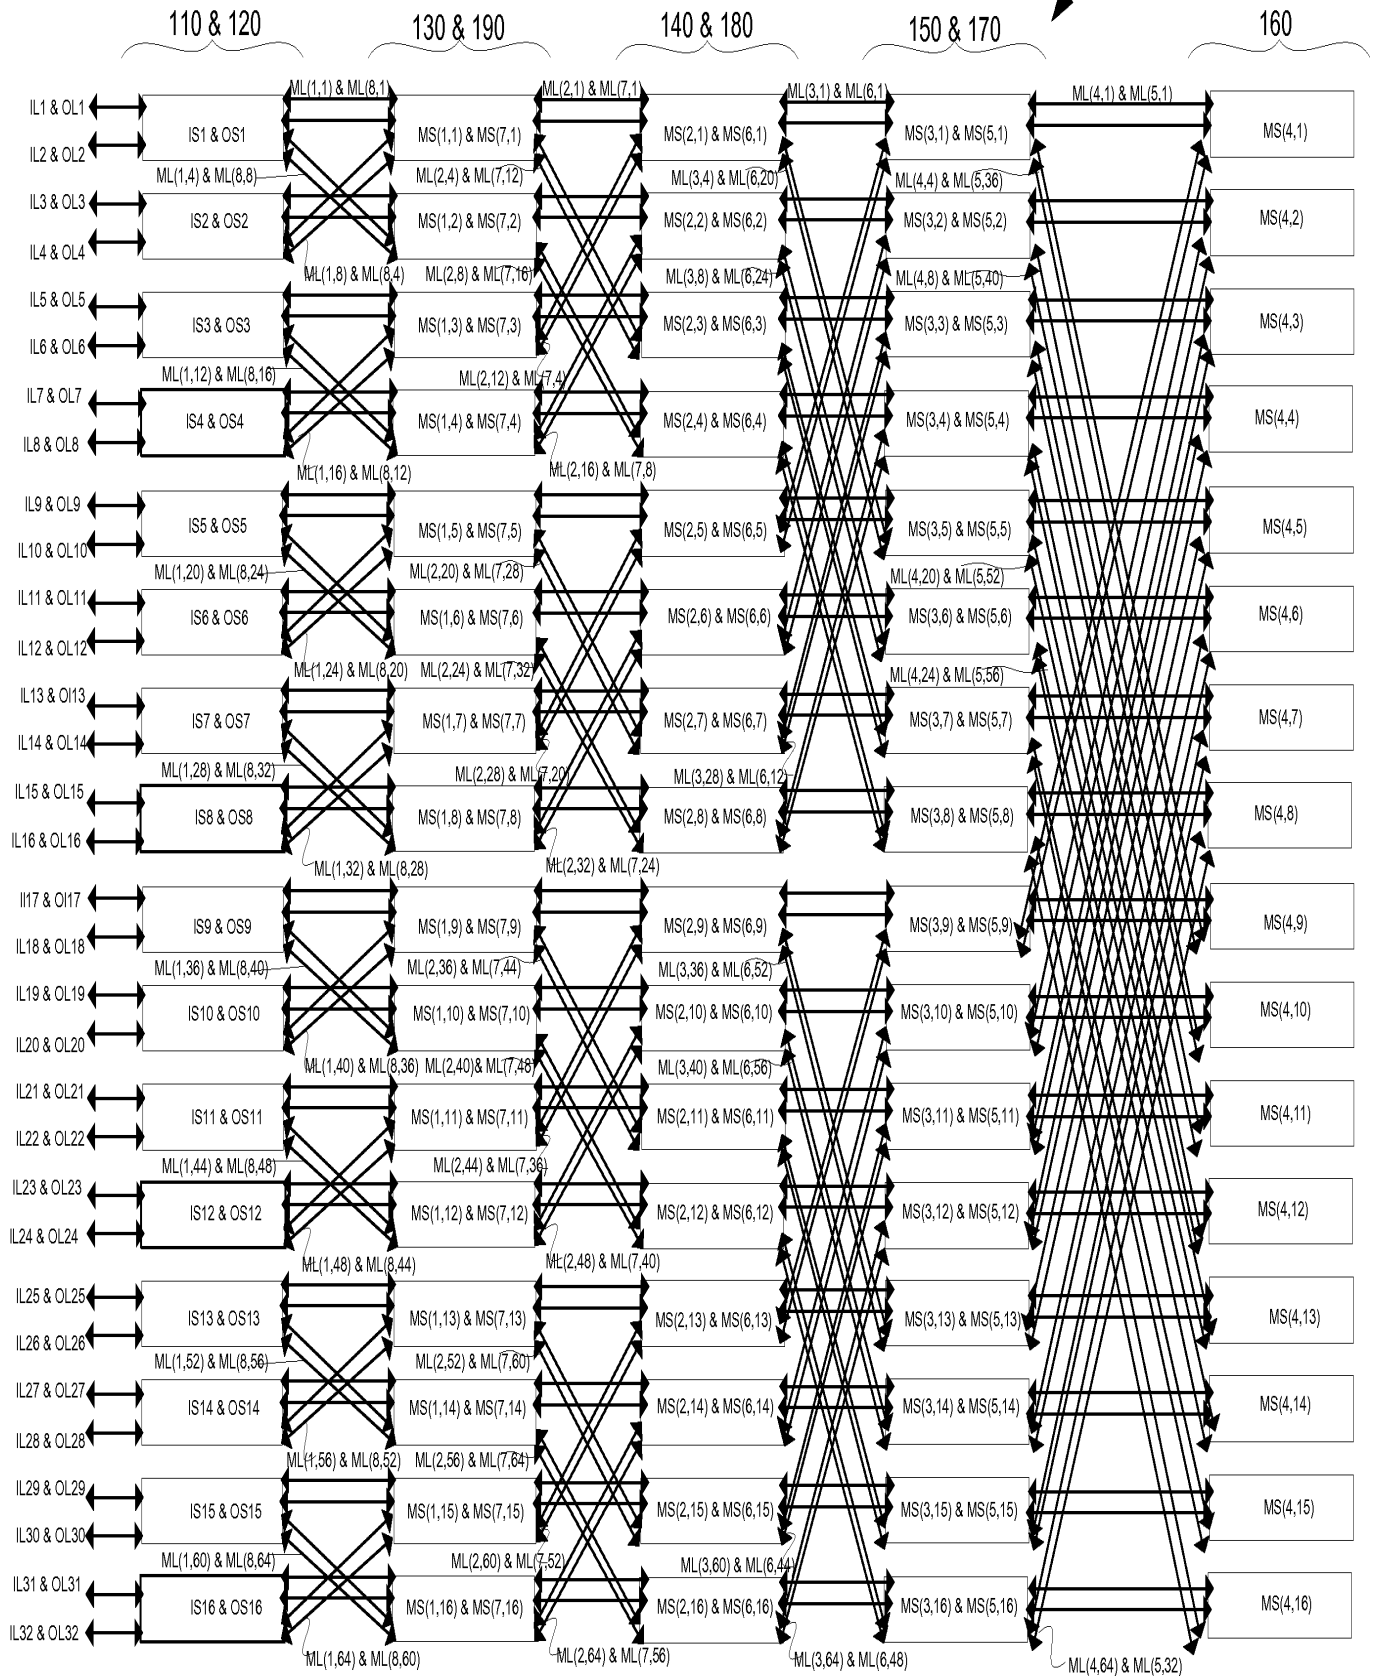 110 & 120 130 & 190 140 & 180 150 & 170 160
ML(1,1) & ML(8,1) ML(2,1) & ML(7,1) ML(3,1) & ML(6,1) ML(4,1) & ML(5,1)
IL1 & OL1
IS1 & OS1 MS(1,1) & MS(7,1) MS(2,1) & MS(6,1) MS(3,1) & MS(5,1) MS(4,1)
IL2 & OL2
ML(1,4) & ML(8,8) ML(2,4) & ML(7,12) ML(3,4) & ML(6,20) ML(4,4) & ML(5,36)
IL3 & OL3
IS2 & OS2 MS(1,2) & MS(7,2) MS(2,2) & MS(6,2) MS(3,2) & MS(5,2) MS(4,2)
IL4 & OL4
ML(1,8) & ML(8,4) ML(2,8) & ML(7,16) ML(3,8) & ML(6,24) ML(4,8) & ML(5,40)
IL5 & OL5
IS3 & OS3 MS(1,3) & MS(7,3) MS(2,3) & MS(6,3) MS(3,3) & MS(5,3) MS(4,3)
IL6 & OL6
ML(1,12) & ML(8,16) ML(2,12) & ML(7,4)
IL7 & OL7
IS4 & OS4 MS(1,4) & MS(7,4) MS(2,4) & MS(6,4) MS(3,4) & MS(5,4) MS(4,4)
IL8 & OL8
ML(1,16) & ML(8,12) ML(2,16) & ML(7,8)
IL9 & OL9
IS5 & OS5 MS(1,5) & MS(7,5) MS(2,5) & MS(6,5) MS(3,5) & MS(5,5) MS(4,5)
IL10 & OL10
ML(1,20) & ML(8,24) ML(2,20) & ML(7,28) ML(4,20) & ML(5,52)
IL11 & OL11
IS6 & OS6 MS(1,6) & MS(7,6) MS(2,6) & MS(6,6) MS(3,6) & MS(5,6) MS(4,6)
IL12 & OL12
ML(1,24) & ML(8,20) ML(2,24) & ML(7,32) ML(4,24) & ML(5,56)
IL13 & Ol13
IS7 & OS7 MS(1,7) & MS(7,7) MS(2,7) & MS(6,7) MS(3,7) & MS(5,7) MS(4,7)
IL14 & OL14
ML(1,28) & ML(8,32) ML(2,28) & ML(7,20) ML(3,28) & ML(6,12)
IL15 & OL15
IS8 & OS8 MS(1,8) & MS(7,8) MS(2,8) & MS(6,8) MS(3,8) & MS(5,8) MS(4,8)
IL16 & OL16
ML(1,32) & ML(8,28) ML(2,32) & ML(7,24)
Il17 & Ol17
IS9 & OS9 MS(1,9) & MS(7,9) MS(2,9) & MS(6,9) MS(3,9) & MS(5,9) MS(4,9)
IL18 & OL18
ML(1,36) & ML(8,40) ML(2,36) & ML(7,44) ML(3,36) & ML(6,52)
IL19 & OL19
IS10 & OS10 MS(1,10) & MS(7,10) MS(2,10) & MS(6,10) MS(3,10) & MS(5,10) MS(4,10)
IL20 & OL20
ML(1,40) & ML(8,36) ML(2,40)& ML(7,48) ML(3,40) & ML(6,56)
IL21 & OL21
IS11 & OS11 MS(1,11) & MS(7,11) MS(2,11) & MS(6,11) MS(3,11) & MS(5,11) MS(4,11)
IL22 & OL22
ML(1,44) & ML(8,48) ML(2,44) & ML(7,36)
IL23 & OL23
IS12 & OS12 MS(1,12) & MS(7,12) MS(2,12) & MS(6,12) MS(3,12) & MS(5,12) MS(4,12)
IL24 & OL24
ML(1,48) & ML(8,44) ML(2,48) & ML(7,40)
IL25 & OL25
IS13 & OS13 MS(1,13) & MS(7,13) MS(2,13) & MS(6,13) MS(3,13) & MS(5,13) MS(4,13)
IL26 & OL26
ML(1,52) & ML(8,56) ML(2,52) & ML(7,60)
IL27 & OL27
IS14 & OS14 MS(1,14) & MS(7,14) MS(2,14) & MS(6,14) MS(3,14) & MS(5,14) MS(4,14)
IL28 & OL28
ML(1,56) & ML(8,52) ML(2,56) & ML(7,64)
IL29 & OL29
IS15 & OS15 MS(1,15) & MS(7,15) MS(2,15) & MS(6,15) MS(3,15) & MS(5,15) MS(4,15)
IL30 & OL30
ML(1,60) & ML(8,64) ML(2,60) & ML(7,52) ML(3,60) & ML(6,44)
IL31 & OL31
IS16 & OS16 MS(1,16) & MS(7,16) MS(2,16) & MS(6,16) MS(3,16) & MS(5,16) MS(4,16)
IL32 & OL32
ML(1,64) & ML(8,60) ML(2,64) & ML(7,56) ML(3,64) & ML(6,48) ML(4,64) & ML(5,32)